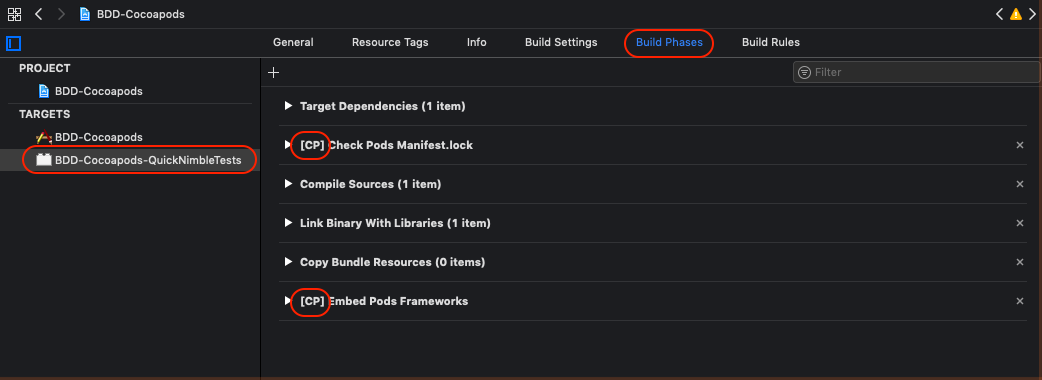 BDD-Cocoapods
General Resource Tags Info Build Settings Build Phases Build Rules
PROJECT
BDD-Cocoapods
TARGETS
BDD-Cocoapods
BDD-Cocoapods-QuickNimbleTests
Filter
Target Dependencies (1 item)
[CP] Check Pods Manifest.lock
Compile Sources (1 item)
Link Binary With Libraries (1 item)
Copy Bundle Resources (0 items)
[CP] Embed Pods Frameworks